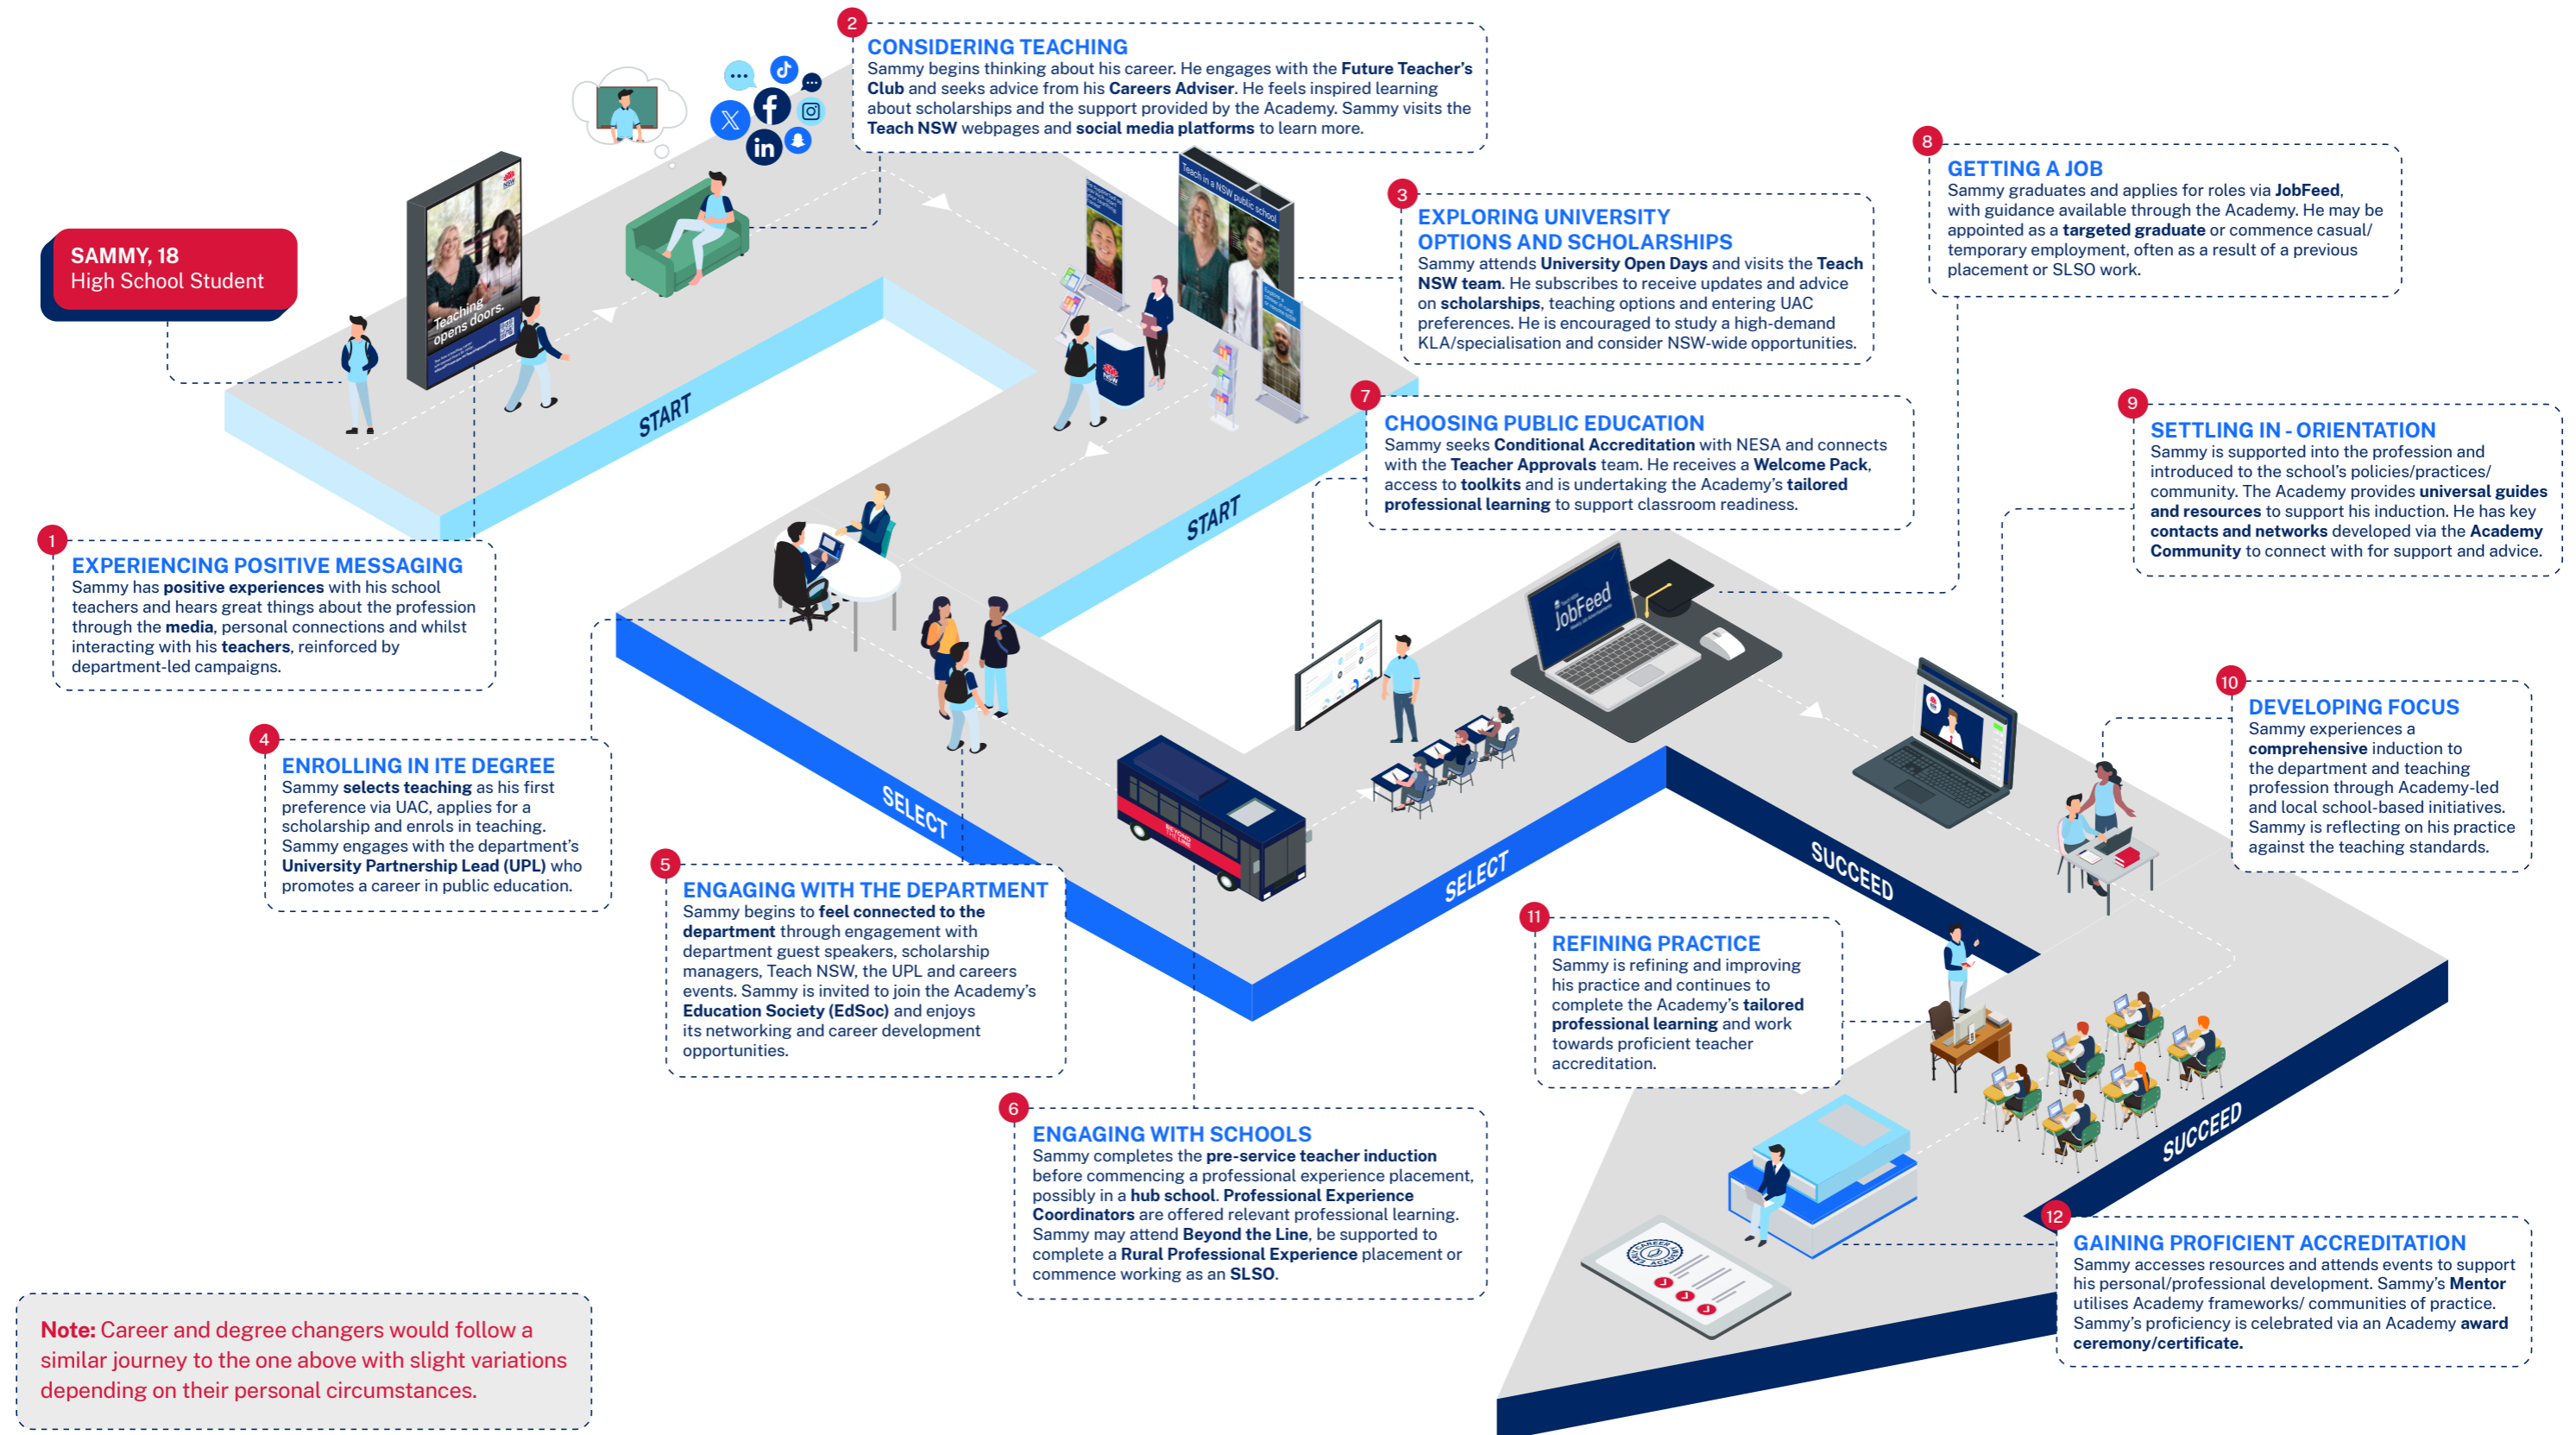 SAMMY, 18
High School Student
1
EXPERIENCING POSITIVE MESSAGING
Sammy has positive experiences with his school
teachers and hears great things about the profession
through the media, personal connections and whilst
interacting with his teachers, reinforced by
department-led campaigns.
2
CONSIDERING TEACHING
Sammy begins thinking about his career. He engages with the Future Teacher's
Club and seeks advice from his Careers Adviser. He feels inspired learning
about scholarships and the support provided by the Academy. Sammy visits the
Teach NSW webpages and social media platforms to learn more.
3
EXPLORING UNIVERSITY
OPTIONS AND SCHOLARSHIPS
Sammy attends University Open Days and visits the Teach
NSW team. He subscribes to receive updates and advice
on scholarships, teaching options and entering UAC
preferences. He is encouraged to study a high-demand
KLA/specialisation and consider NSW-wide opportunities.
4
ENROLLING IN ITE DEGREE
Sammy selects teaching as his first
preference via UAC, applies for a
scholarship and enrols in teaching.
Sammy engages with the department's
University Partnership Lead (UPL) who
promotes a career in public education.
5
ENGAGING WITH THE DEPARTMENT
Sammy begins to feel connected to the
department through engagement with
department guest speakers, scholarship
managers, Teach NSW, the UPL and careers
events. Sammy is invited to join the Academy's
Education Society (EdSoc) and enjoys
its networking and career development
opportunities.
6
ENGAGING WITH SCHOOLS
Sammy completes the pre-service teacher induction
before commencing a professional experience placement,
possibly in a hub school. Professional Experience
Coordinators are offered relevant professional learning.
Sammy may attend Beyond the Line, be supported to
complete a Rural Professional Experience placement or
commence working as an SLSO.
7
CHOOSING PUBLIC EDUCATION
Sammy seeks Conditional Accreditation with NESA and connects
with the Teacher Approvals team. He receives a Welcome Pack,
access to toolkits and is undertaking the Academy's tailored
professional learning to support classroom readiness.
8
GETTING A JOB
Sammy graduates and applies for roles via JobFeed,
with guidance available through the Academy. He may be
appointed as a targeted graduate or commence casual/
temporary employment, often as a result of a previous
placement or SLSO work.
9
SETTLING IN - ORIENTATION
Sammy is supported into the profession and
introduced to the school's policies/practices/
community. The Academy provides universal guides
and resources to support his induction. He has key
contacts and networks developed via the Academy
Community to connect with for support and advice.
10
DEVELOPING FOCUS
Sammy experiences a
comprehensive induction to
the department and teaching
profession through Academy-led
and local school-based initiatives.
Sammy is reflecting on his practice
against the teaching standards.
11
REFINING PRACTICE
Sammy is refining and improving
his practice and continues to
complete the Academy's tailored
professional learning and work
towards proficient teacher
accreditation.
12
GAINING PROFICIENT ACCREDITATION
Sammy accesses resources and attends events to support
his personal/professional development. Sammy's Mentor
utilises Academy frameworks/ communities of practice.
Sammy's proficiency is celebrated via an Academy award
ceremony/certificate.
Note: Career and degree changers would follow a
similar journey to the one above with slight variations
depending on their personal circumstances.
START
START
SELECT
SELECT
SUCCEED
SUCCEED
Teaching
opens doors.
NSW
Teach in a NSW public school
NSW
BEYOND
THE LINE
JobFeed
EARLY CAREER ACADEMY